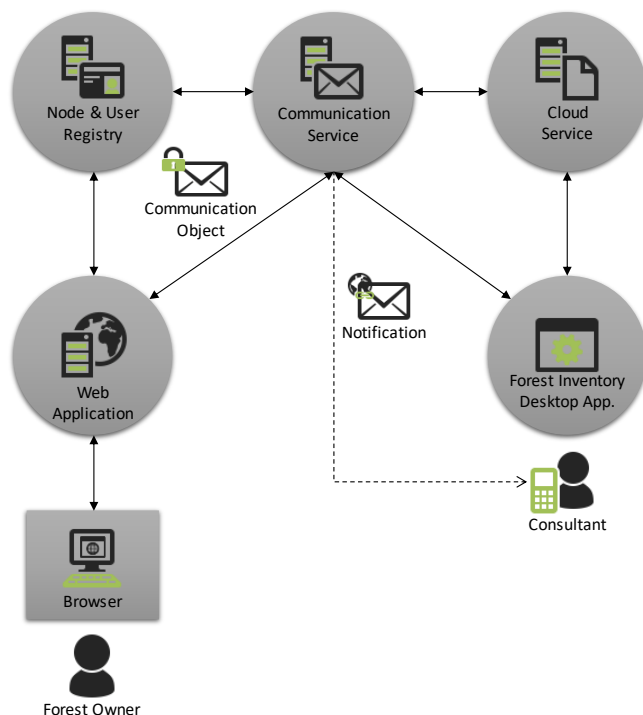 Node & User
Registry
Communication
Service
Cloud
Service
Communication
Object
Notification
Web
Application
Forest Inventory
Desktop App.
Consultant
Browser
Forest Owner